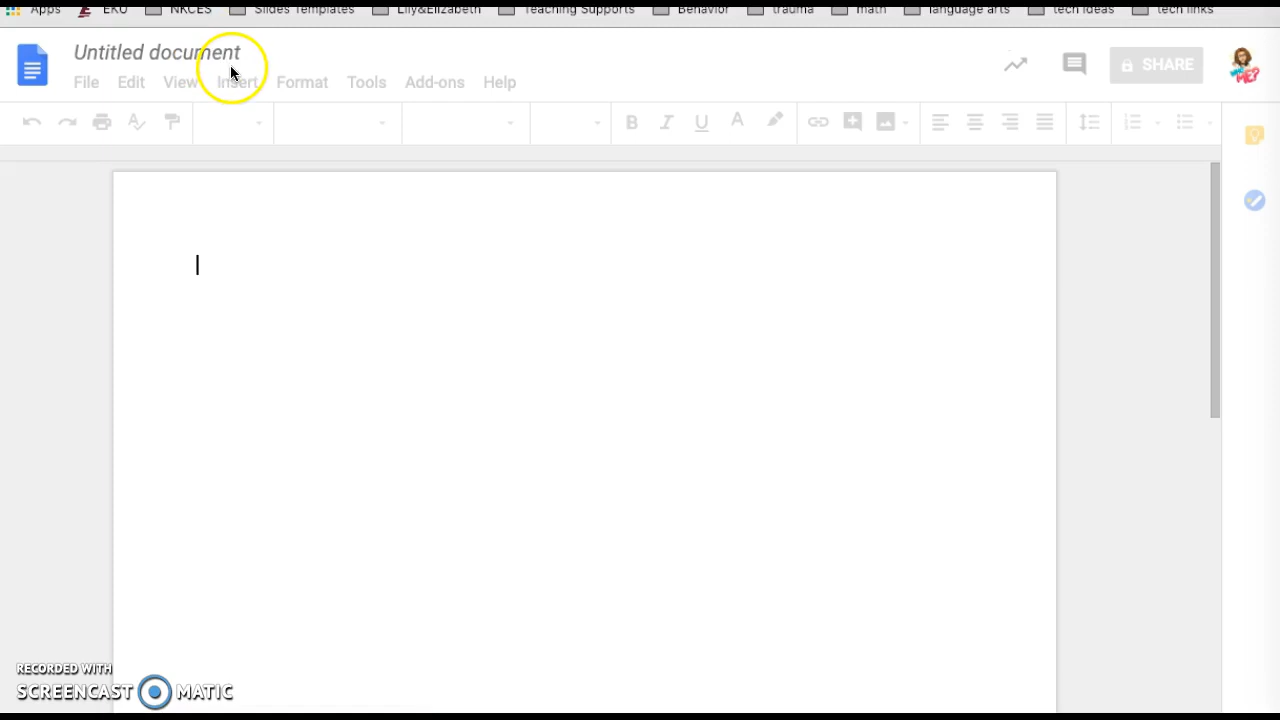 Apps EKU NKCES Slides Templates Lily&Elizabeth Teaching Supports Behavior trauma math language arts tech ideas tech links
Untitled document
File Edit View Insert Format Tools Add-ons Help
SHARE
B I U A
RECORDED WITH
SCREENCAST MATIC